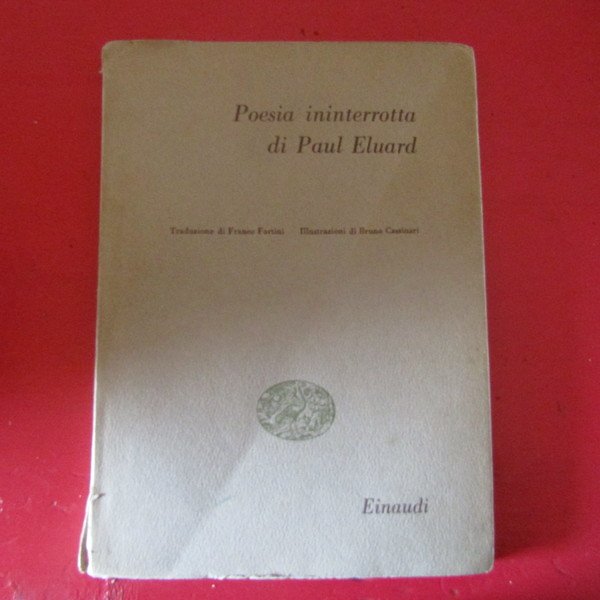 Poesia ininterrotta
di Paul Eluard
Traduzione di Franco Fortini Illustrazioni di Bruno Cassinari
Einaudi